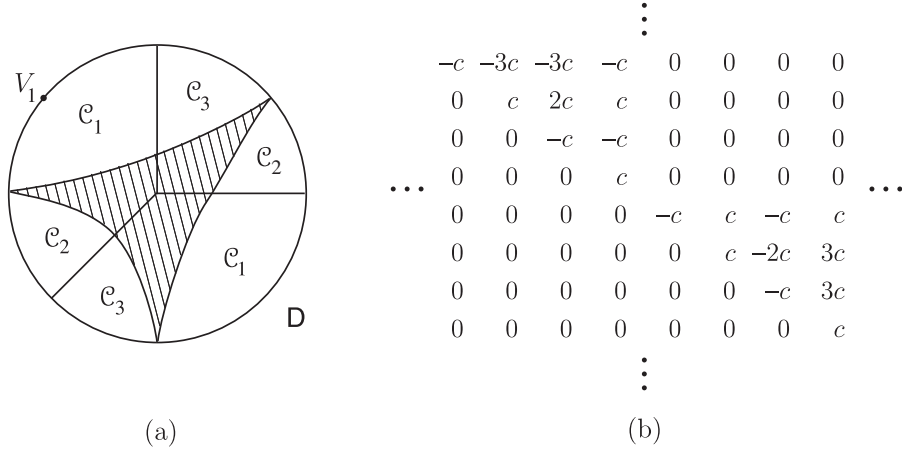 V₁
𝒞₁
𝒞₃
𝒞₂
𝒞₂
𝒞₃
𝒞₁
D
(a)
⋮
–c –3c –3c –c 0 0 0 0
0 c 2c c 0 0 0 0
0 0 –c –c 0 0 0 0
0 0 0 c 0 0 0 0
⋯ 0 0 0 0 –c c –c c ⋯
0 0 0 0 0 c –2c 3c
0 0 0 0 0 0 –c 3c
0 0 0 0 0 0 0 c
⋮
(b)